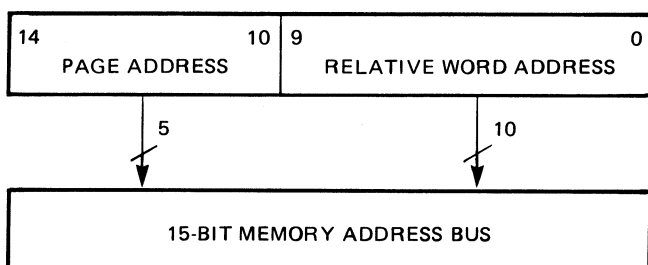 14 10 9 0
PAGE ADDRESS RELATIVE WORD ADDRESS
5 10
15-BIT MEMORY ADDRESS BUS